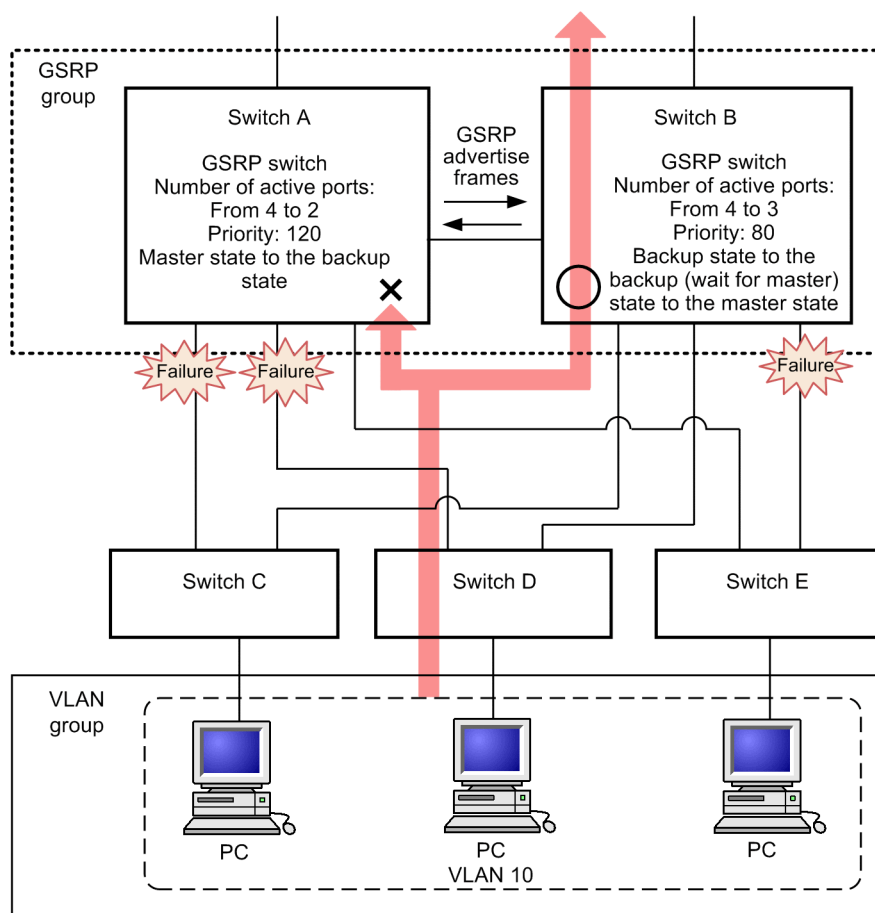 GSRP
group
Switch A
GSRP switch
Number of active ports:
From 4 to 2
Priority: 120
Master state to the backup
state
GSRP
advertise
frames
Switch B
GSRP switch
Number of active ports:
From 4 to 3
Priority: 80
Backup state to the
backup (wait for master)
state to the master state
Failure
Failure
Failure
Switch C
Switch D
Switch E
VLAN
group
PC
PC
PC
VLAN 10